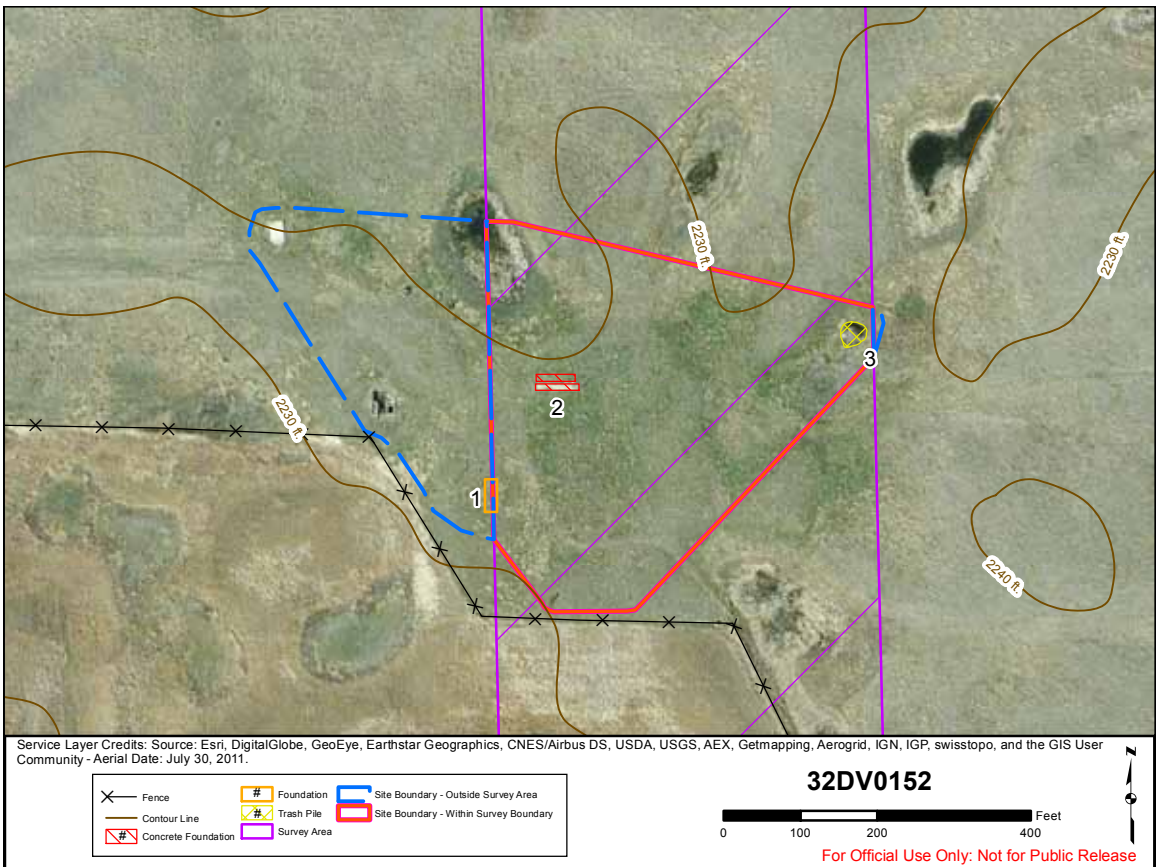 2230 ft.
2230 ft.
2230 ft.
2240 ft.
1
2
3
Service Layer Credits: Source: Esri, DigitalGlobe, GeoEye, Earthstar Geographics, CNES/Airbus DS, USDA, USGS, AEX, Getmapping, Aerogrid, IGN, IGP, swisstopo, and the GIS User
Community - Aerial Date: July 30, 2011.
Fence
Contour Line
# Concrete Foundation
# Foundation
# Trash Pile
Survey Area
Site Boundary - Outside Survey Area
Site Boundary - Within Survey Boundary
32DV0152
0 100 200 400 Feet
N
For Official Use Only: Not for Public Release